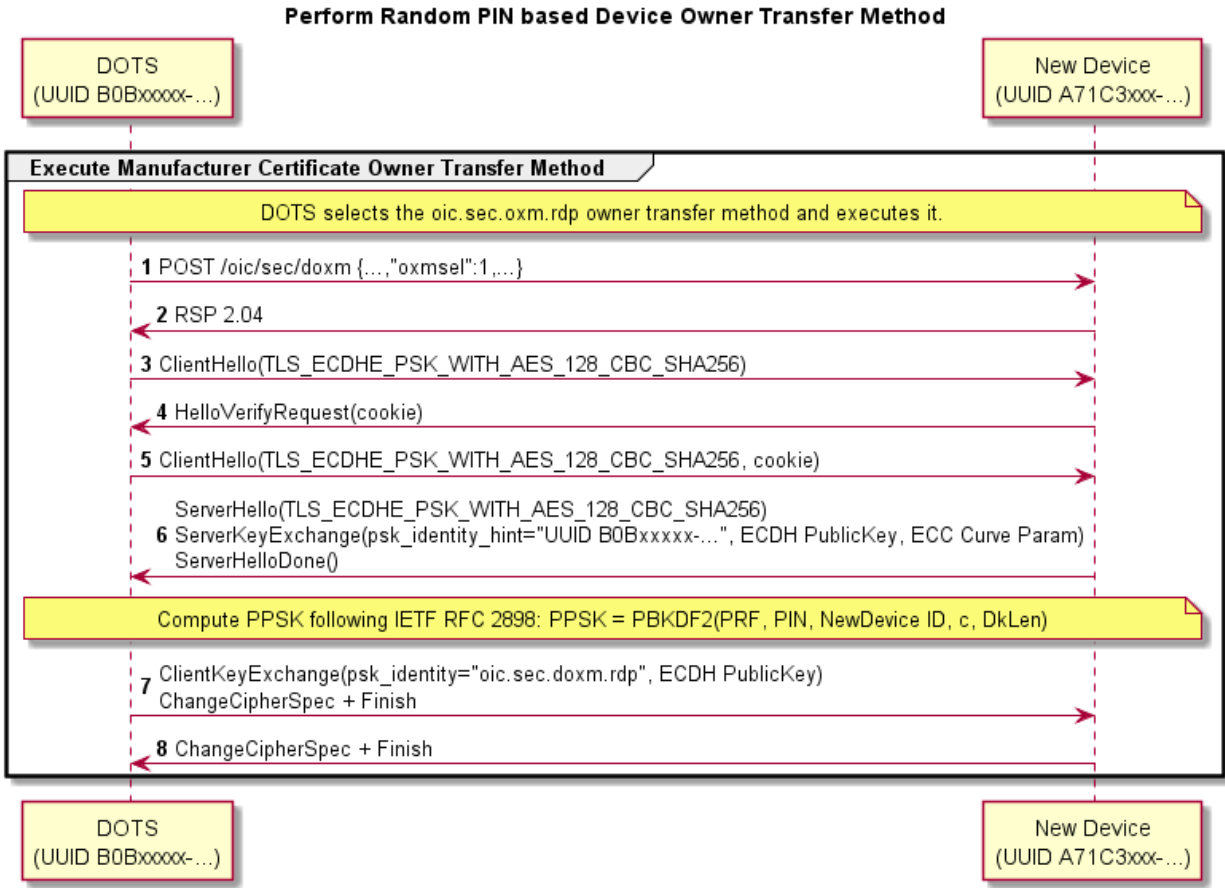 Perform Random PIN based Device Owner Transfer Method
DOTS
(UUID B0Bxxxxx-...)
New Device
(UUID A71C3xxx-...)
Execute Manufacturer Certificate Owner Transfer Method
DOTS selects the oic.sec.oxm.rdp owner transfer method and executes it.
1 POST /oic/sec/doxm {...,"oxmsel":1,...}
2 RSP 2.04
3 ClientHello(TLS_ECDHE_PSK_WITH_AES_128_CBC_SHA256)
4 HelloVerifyRequest(cookie)
5 ClientHello(TLS_ECDHE_PSK_WITH_AES_128_CBC_SHA256, cookie)
ServerHello(TLS_ECDHE_PSK_WITH_AES_128_CBC_SHA256)
6 ServerKeyExchange(psk_identity_hint="UUID B0Bxxxxx-...", ECDH PublicKey, ECC Curve Param)
ServerHelloDone()
Compute PPSK following IETF RFC 2898: PPSK = PBKDF2(PRF, PIN, NewDevice ID, c, DkLen)
7 ClientKeyExchange(psk_identity="oic.sec.doxm.rdp", ECDH PublicKey)
ChangeCipherSpec + Finish
8 ChangeCipherSpec + Finish
DOTS
(UUID B0Bxxxxx-...)
New Device
(UUID A71C3xxx-...)